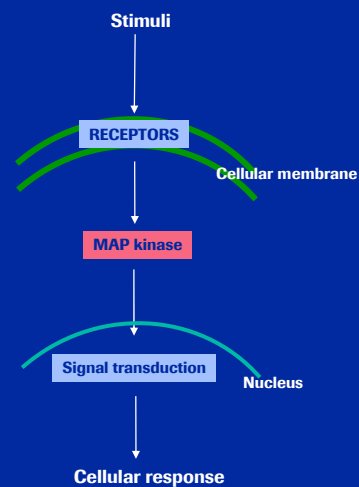 Stimuli
RECEPTORS
Cellular membrane
MAP kinase
Signal transduction
Nucleus
Cellular response